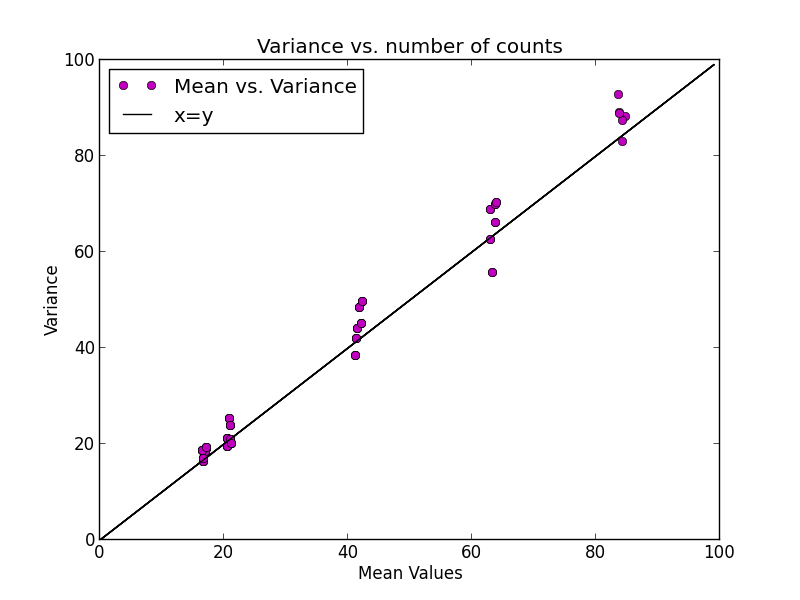 Variance vs. number of counts
Mean vs. Variance
x=y
100
80
60
40
20
0
Variance
0 20 40 60 80 100
Mean Values